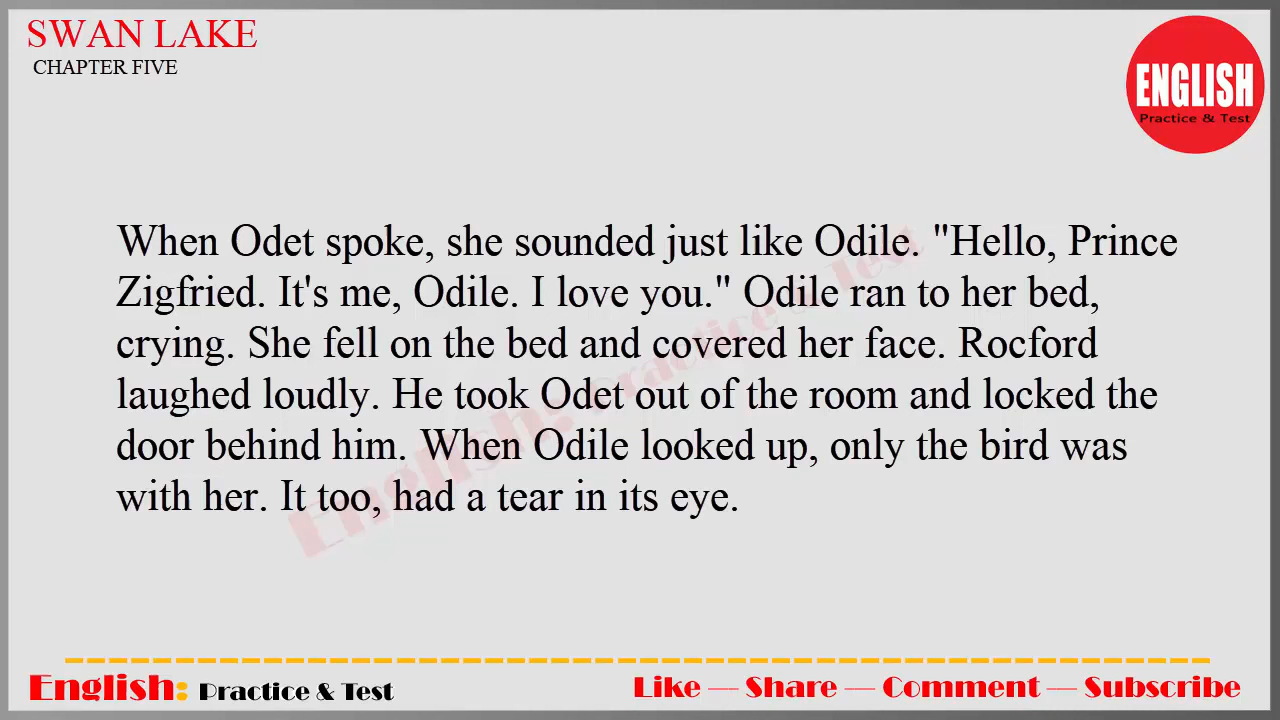 SWAN LAKE
CHAPTER FIVE
ENGLISH
Practice & Test
When Odet spoke, she sounded just like Odile. "Hello, Prince
Zigfried. It's me, Odile. I love you." Odile ran to her bed,
crying. She fell on the bed and covered her face. Rocford
laughed loudly. He took Odet out of the room and locked the
door behind him. When Odile looked up, only the bird was
with her. It too, had a tear in its eye.
English: Practice & Test
English: Practice & Test
Like — Share — Comment — Subscribe